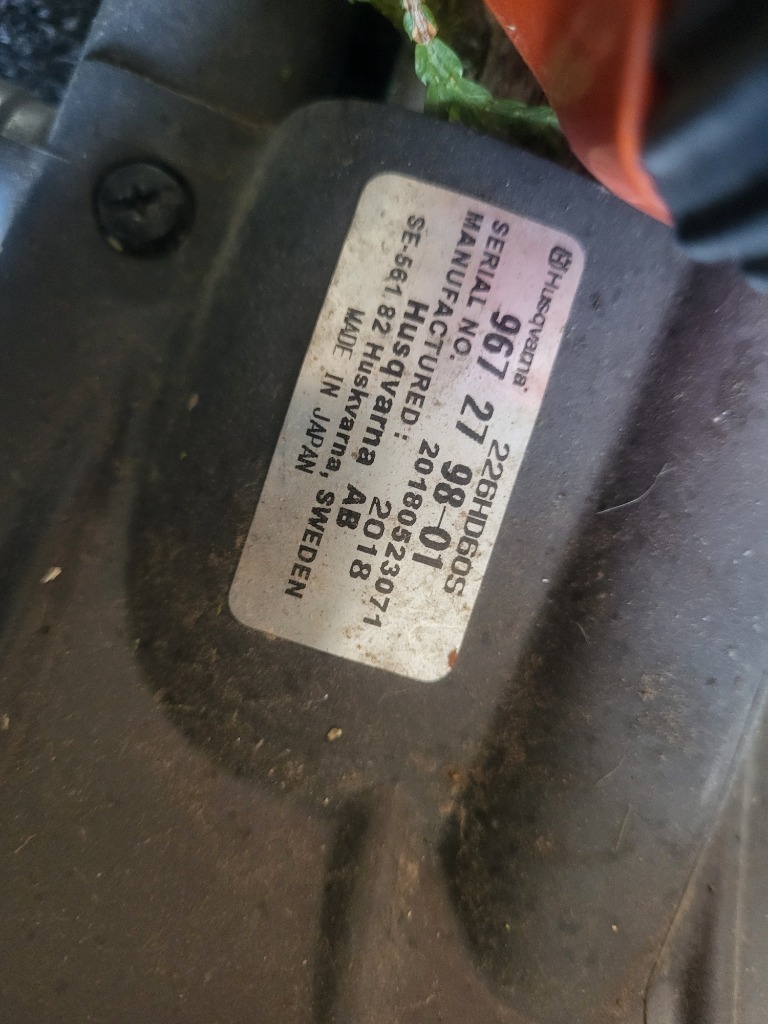 Husqvarna 226HD60S
967 27 98-01
SERIAL NO. 20180523071
MANUFACTURED: 2018
Husqvarna AB
SE-561 82 Huskvarna, SWEDEN
MADE IN JAPAN